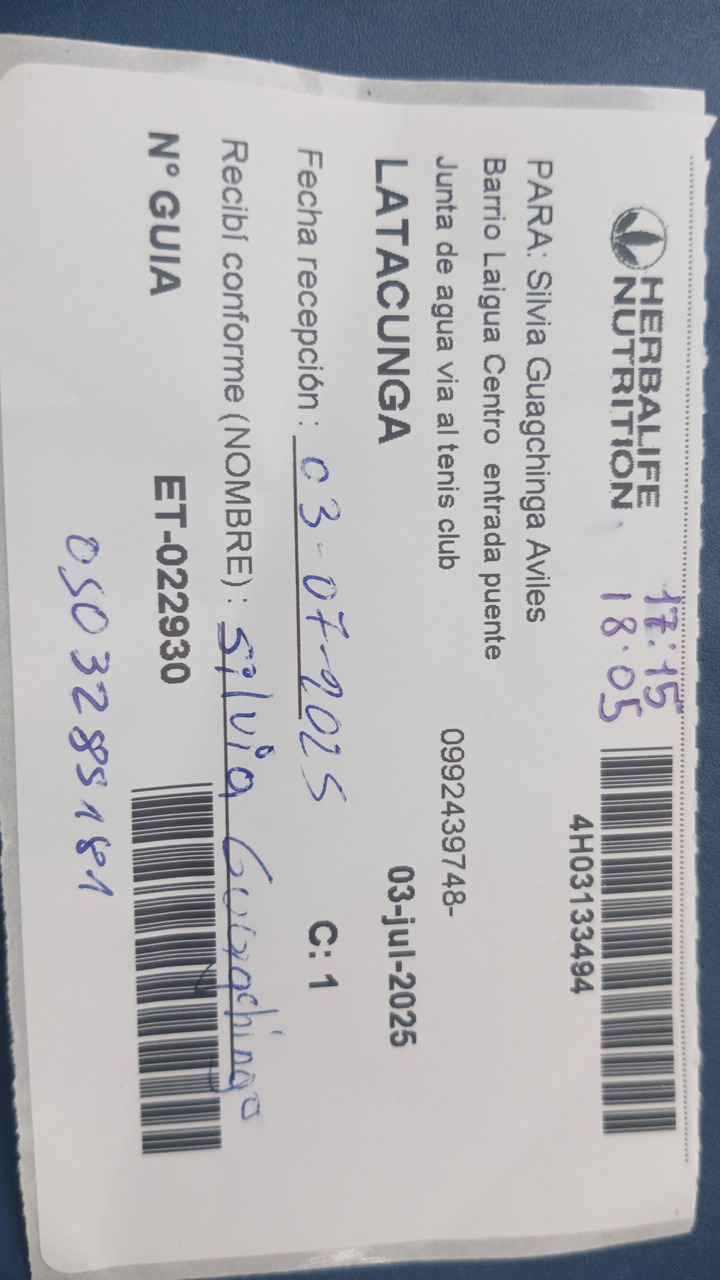 HERBALIFE
NUTRITION
17:15
18:05
4H03133494
PARA: Silvia Guagchinga Aviles
Barrio Laigua Centro entrada puente
Junta de agua via al tenis club 0992439748-
LATACUNGA 03-jul-2025
Fecha recepción : 03-07-2025 C: 1
Recibí conforme (NOMBRE) : Silvia Guagchinga
N° GUIA ET-022930
0503289181